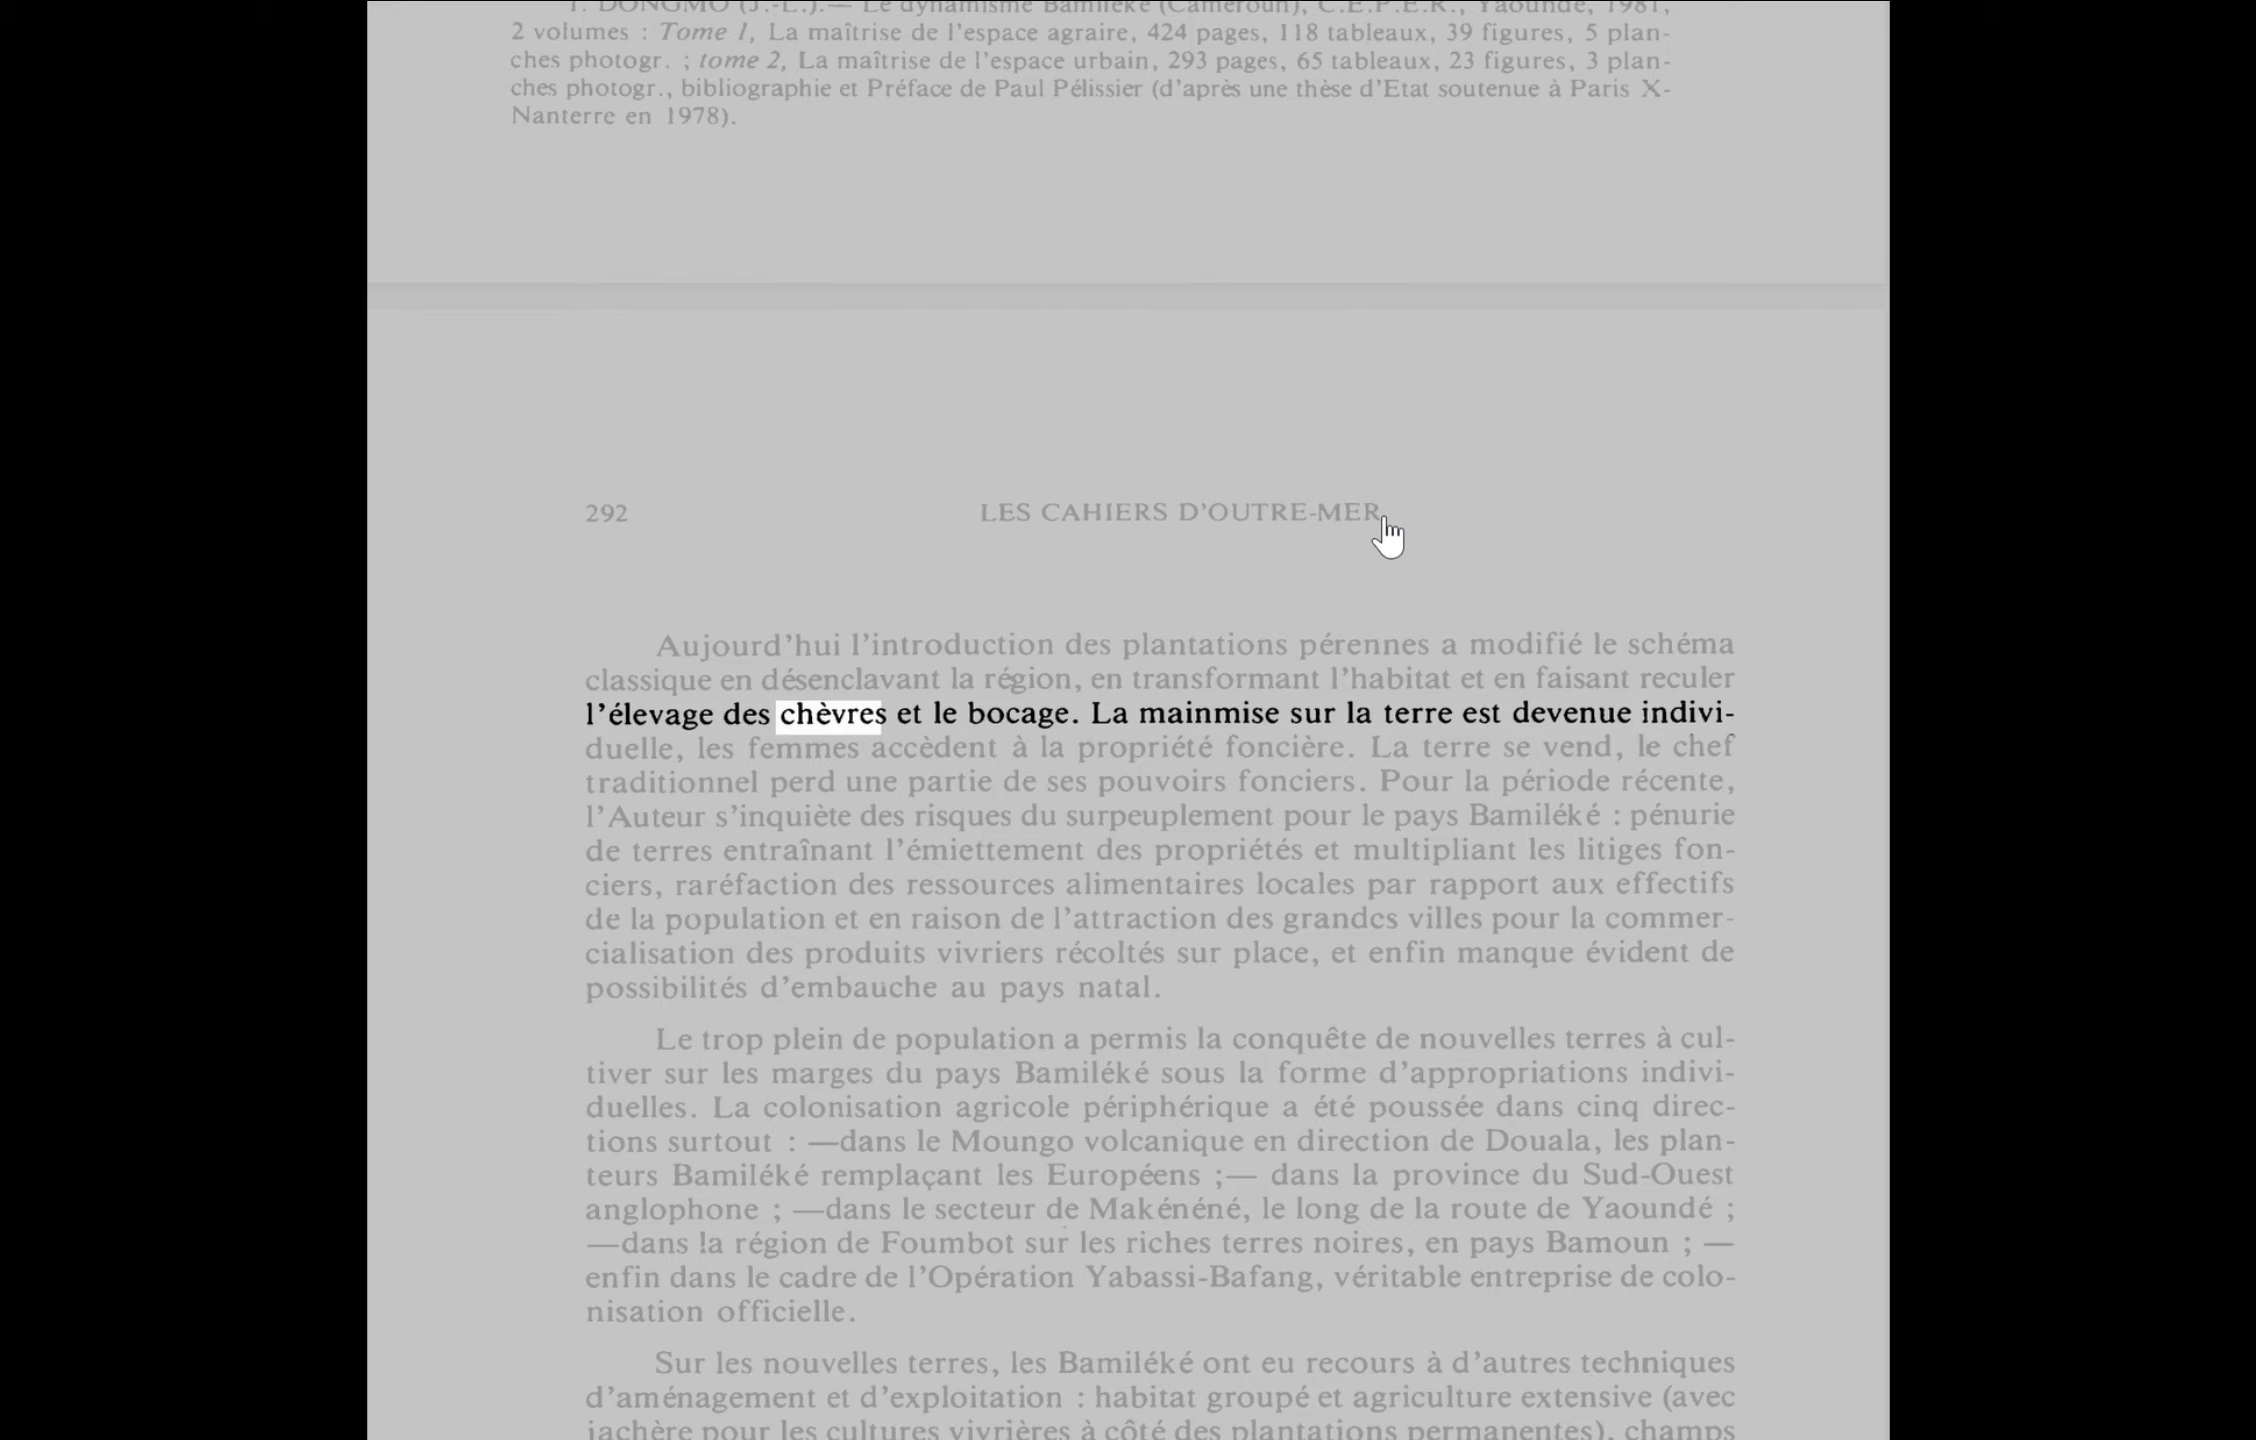 1. DONGMO (J.-L.).— Le dynamisme Bamiléké (Cameroun), C.E.P.E.R., Yaoundé, 1981,
2 volumes : Tome 1, La maîtrise de l'espace agraire, 424 pages, 118 tableaux, 39 figures, 5 plan-
ches photogr. ; tome 2, La maîtrise de l'espace urbain, 293 pages, 65 tableaux, 23 figures, 3 plan-
ches photogr., bibliographie et Préface de Paul Pélissier (d'après une thèse d'Etat soutenue à Paris X-
Nanterre en 1978).
292 LES CAHIERS D'OUTRE-MER
Aujourd'hui l'introduction des plantations pérennes a modifié le schéma
classique en désenclavant la région, en transformant l'habitat et en faisant reculer
l'élevage des chèvres et le bocage. La mainmise sur la terre est devenue indivi-
duelle, les femmes accèdent à la propriété foncière. La terre se vend, le chef
traditionnel perd une partie de ses pouvoirs fonciers. Pour la période récente,
l'Auteur s'inquiète des risques du surpeuplement pour le pays Bamiléké : pénurie
de terres entraînant l'émiettement des propriétés et multipliant les litiges fon-
ciers, raréfaction des ressources alimentaires locales par rapport aux effectifs
de la population et en raison de l'attraction des grandes villes pour la commer-
cialisation des produits vivriers récoltés sur place, et enfin manque évident de
possibilités d'embauche au pays natal.
Le trop plein de population a permis la conquête de nouvelles terres à cul-
tiver sur les marges du pays Bamiléké sous la forme d'appropriations indivi-
duelles. La colonisation agricole périphérique a été poussée dans cinq direc-
tions surtout : —dans le Moungo volcanique en direction de Douala, les plan-
teurs Bamiléké remplaçant les Européens ;— dans la province du Sud-Ouest
anglophone ; —dans le secteur de Makénéné, le long de la route de Yaoundé ;
—dans la région de Foumbot sur les riches terres noires, en pays Bamoun ; —
enfin dans le cadre de l'Opération Yabassi-Bafang, véritable entreprise de colo-
nisation officielle.
Sur les nouvelles terres, les Bamiléké ont eu recours à d'autres techniques
d'aménagement et d'exploitation : habitat groupé et agriculture extensive (avec
jachère pour les cultures vivrières à côté des plantations permanentes), champs